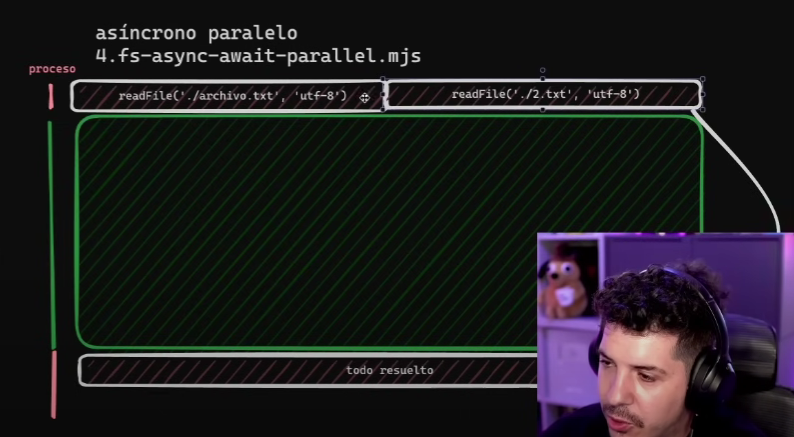 asíncrono paralelo
4.fs-async-await-parallel.mjs
proceso
readFile('./archivo.txt', 'utf-8')
readFile('./2.txt', 'utf-8')
todo resuelto